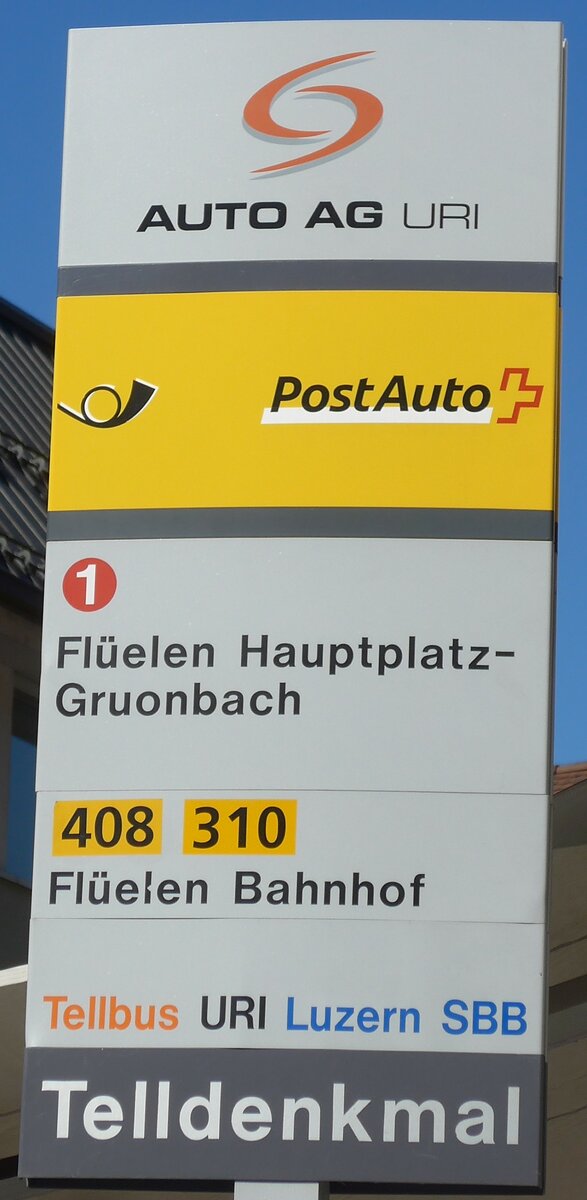 AUTO AG URI
PostAuto
1
Flüelen Hauptplatz-
Gruonbach
408 310
Flüelen Bahnhof
Tellbus URI Luzern SBB
Telldenkmal